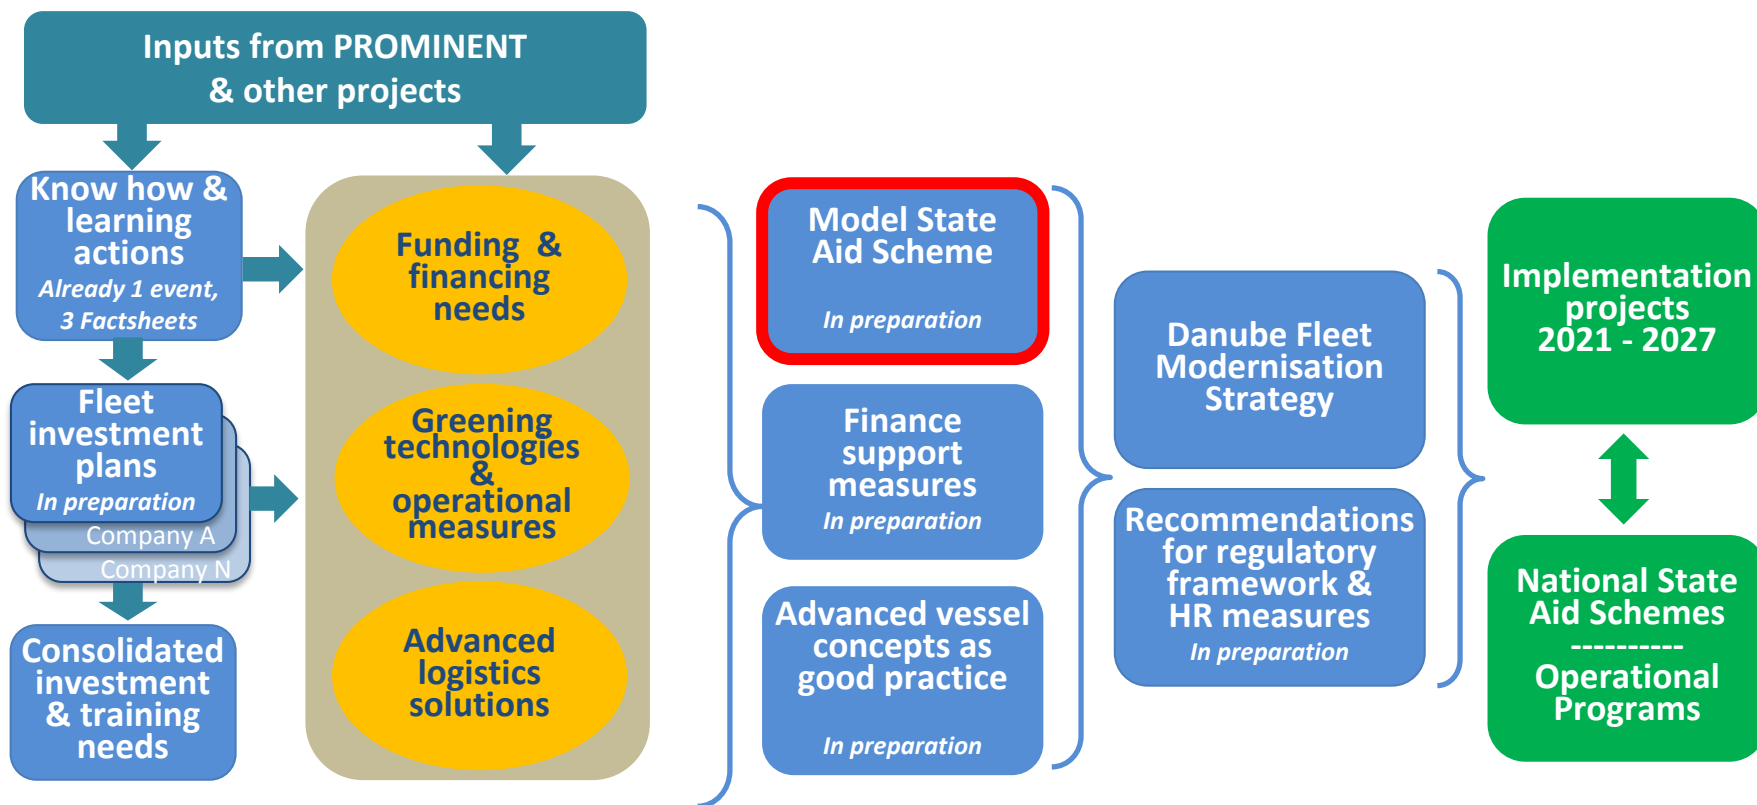 Inputs from PROMINENT
& other projects
Know how &
learning
actions
Already 1 event,
3 Factsheets
Fleet
investment
plans
In preparation
Company A
Company N
Consolidated
investment
& training
needs
Funding &
financing
needs
Greening
technologies
&
operational
measures
Advanced
logistics
solutions
Model State
Aid Scheme
In preparation
Finance
support
measures
In preparation
Advanced vessel
concepts as
good practice
In preparation
Danube Fleet
Modernisation
Strategy
Recommendations
for regulatory
framework &
HR measures
In preparation
Implementation
projects
2021 - 2027
National State
Aid Schemes
----------
Operational
Programs